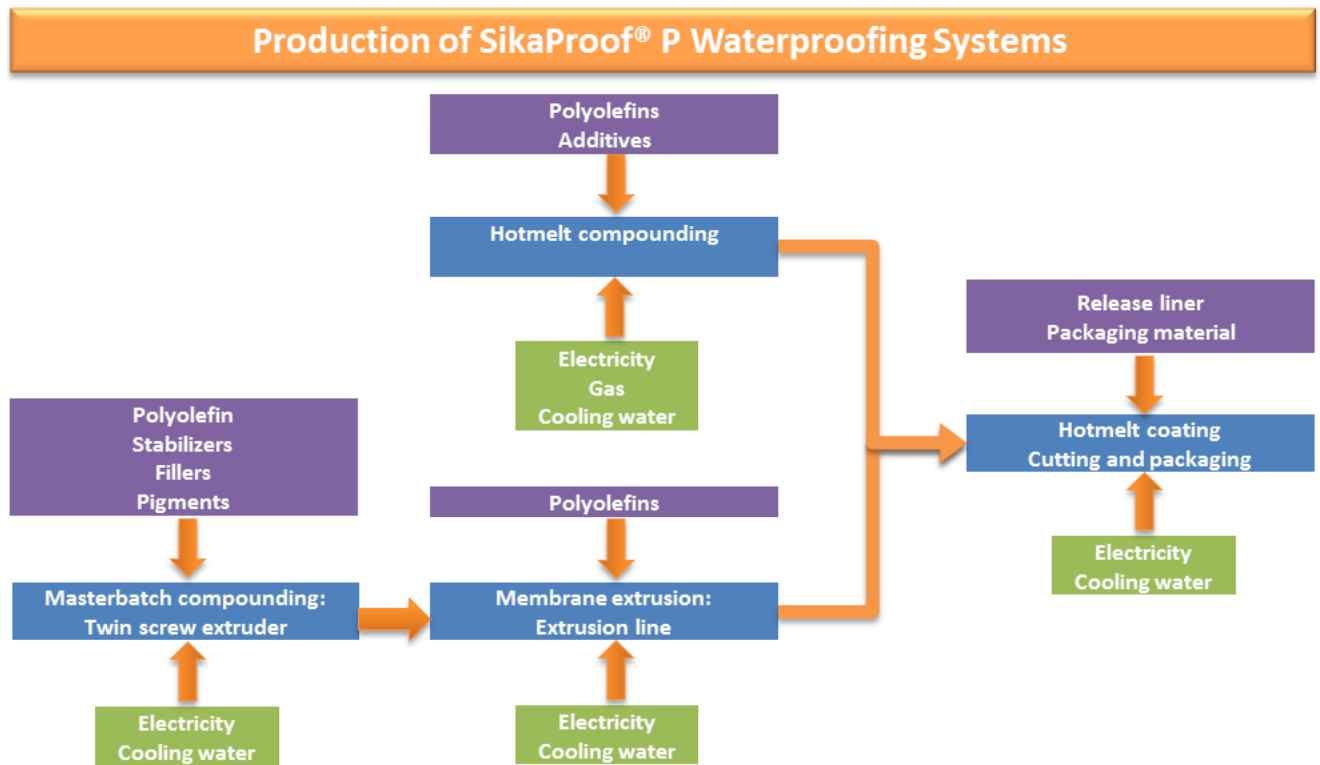 Production of SikaProof® P Waterproofing Systems
Polyolefins
Additives
Hotmelt compounding
Electricity
Gas
Cooling water
Release liner
Packaging material
Hotmelt coating
Cutting and packaging
Electricity
Cooling water
Polyolefin
Stabilizers
Fillers
Pigments
Masterbatch compounding:
Twin screw extruder
Electricity
Cooling water
Polyolefins
Membrane extrusion:
Extrusion line
Electricity
Cooling water